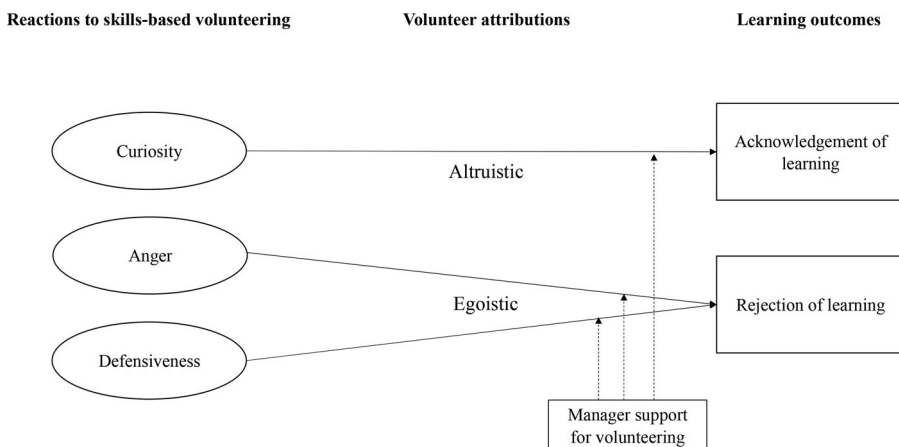 Reactions to skills-based volunteering
Volunteer attributions
Learning outcomes
Curiosity
Acknowledgement of
learning
Altruistic
Anger
Egoistic
Rejection of learning
Defensiveness
Manager support
for volunteering